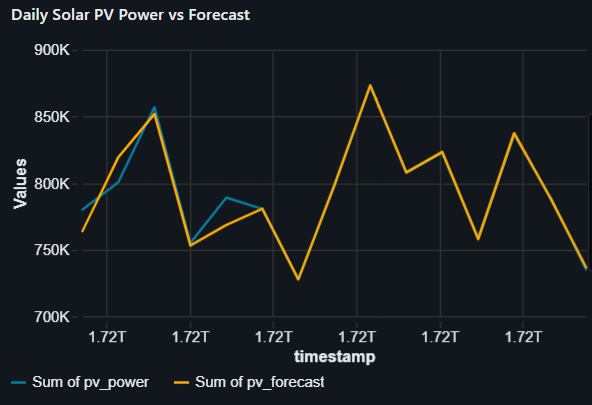 Daily Solar PV Power vs Forecast
900K
850K
800K
750K
700K
Values
1.72T 1.72T 1.72T 1.72T 1.72T 1.72T
timestamp
Sum of pv_power Sum of pv_forecast